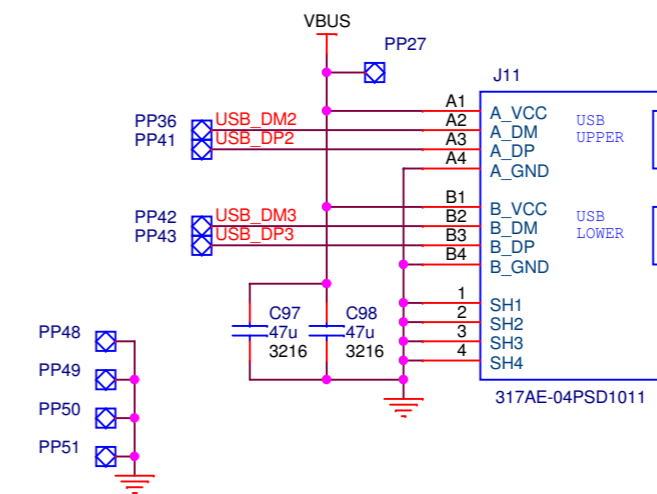 VBUS
PP27
J11
A1 A_VCC
PP36 USB_DM2 A2 A_DM
PP41 USB_DP2 A3 A_DP
A4 A_GND
USB
UPPER
B1 B_VCC
PP42 USB_DM3 B2 B_DM
PP43 USB_DP3 B3 B_DP
B4 B_GND
USB
LOWER
1 SH1
2 SH2
3 SH3
4 SH4
C97
47u
3216
C98
47u
3216
PP48
PP49
PP50
PP51
317AE-04PSD1011